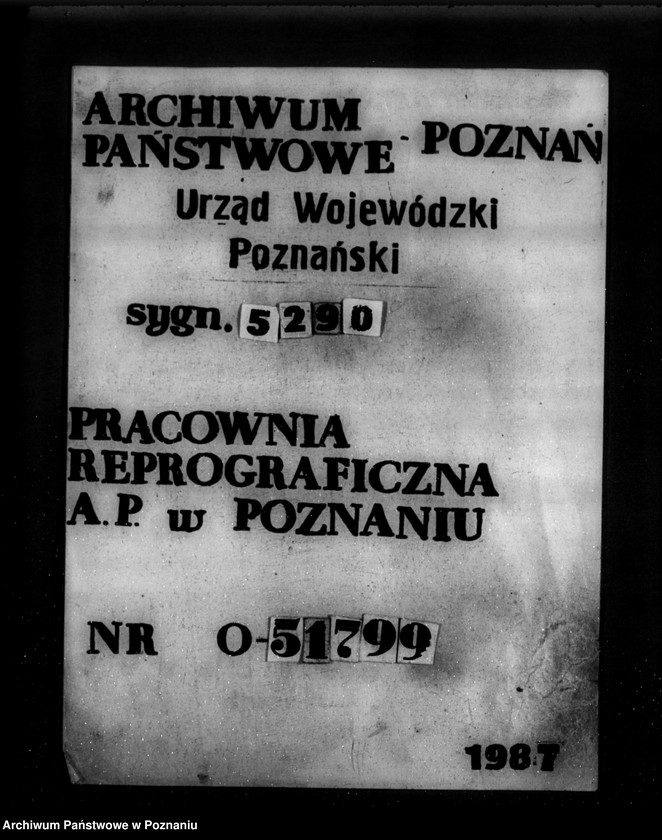 ARCHIWUM
PAŃSTWOWE - POZNAŃ
Urząd Wojewódzki
Poznański
sygn. 5290
PRACOWNIA
REPROGRAFICZNA
A.P. w POZNANIU
NR O-51799
1987
Archiwum Państwowe w Poznaniu